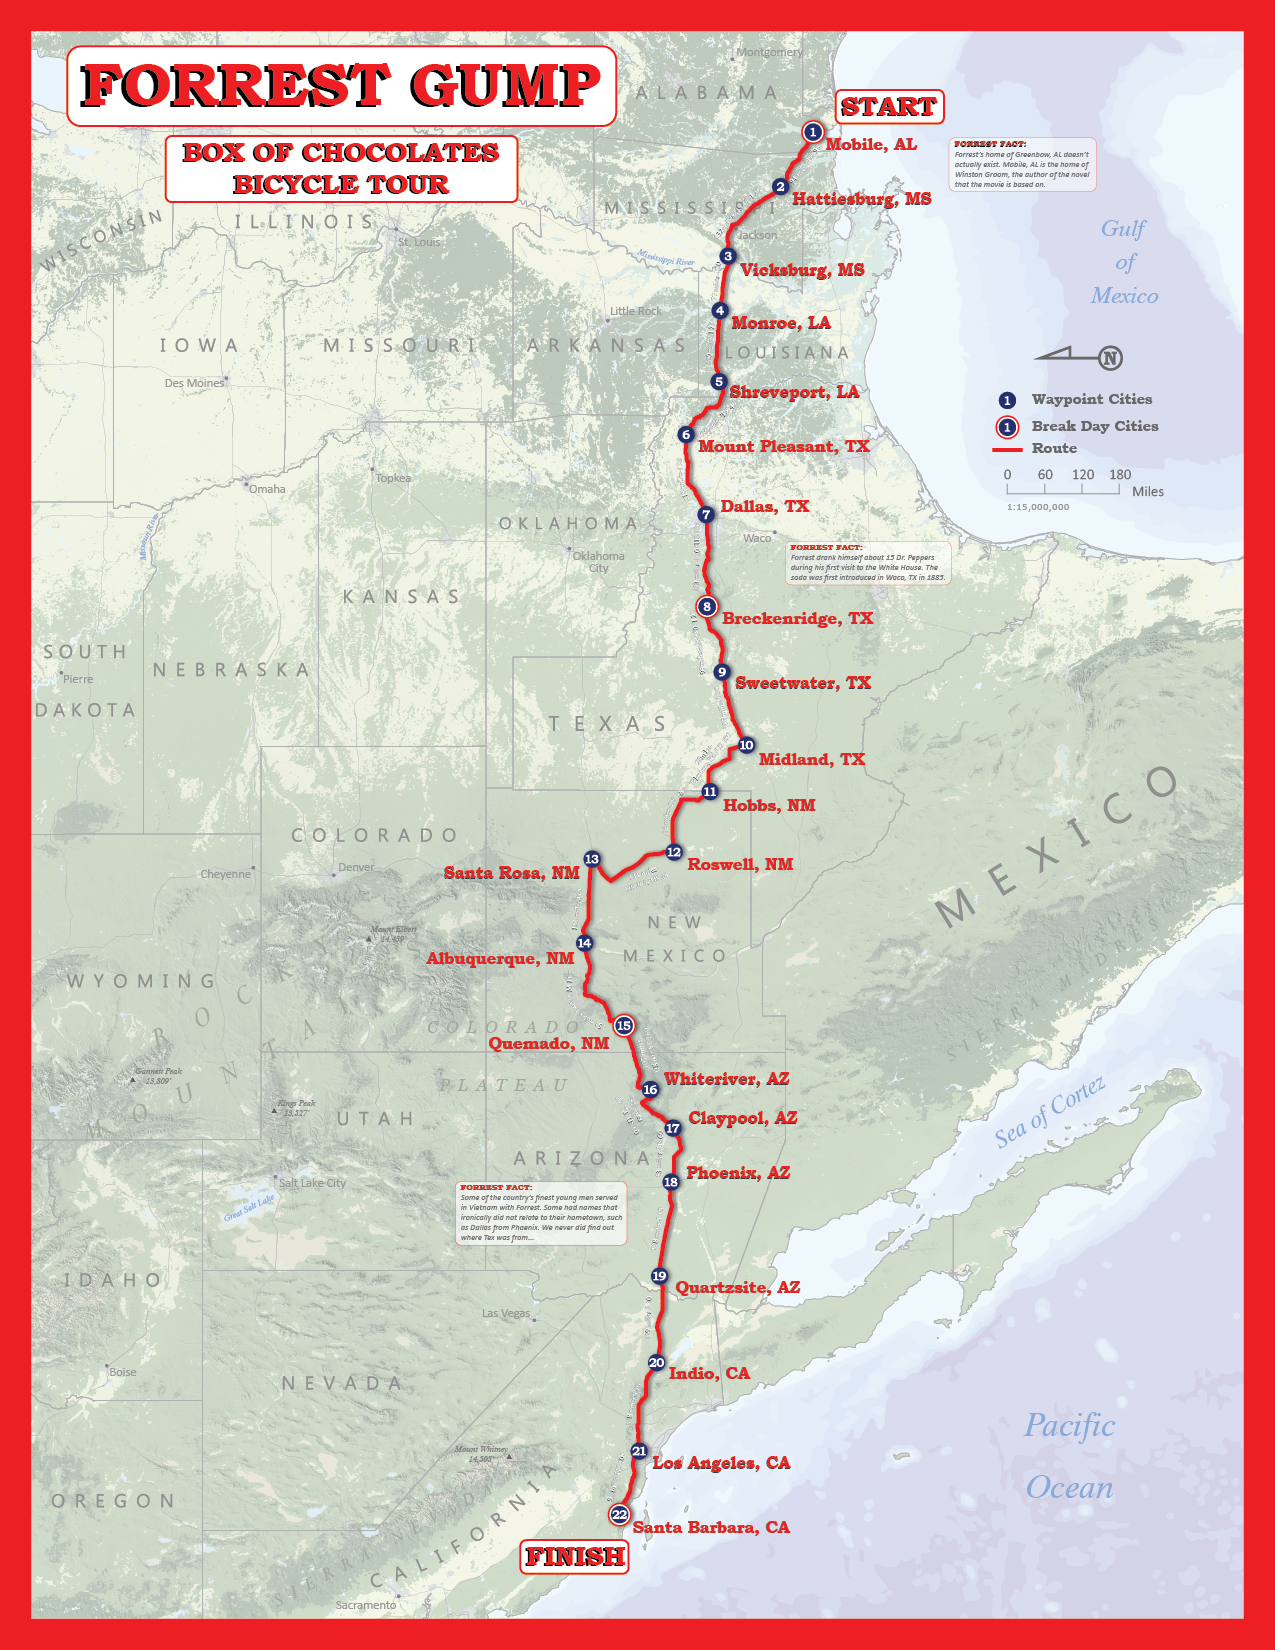 FORREST GUMP
BOX OF CHOCOLATES
BICYCLE TOUR
Montgomery
ALABAMA
START
1
Mobile, AL
FORREST FACT:
Forrest's home of Greenbow, AL doesn't
actually exist. Mobile, AL is the home of
Winston Groom, the author of the novel
that the movie is based on.
2
Hattiesburg, MS
MISSISSIPPI
WISCONSIN
ILLINOIS
St. Louis
Jackson
Mississippi River
3
Vicksburg, MS
Gulf
of
Mexico
4
Monroe, LA
Little Rock
IOWA
MISSOURI
ARKANSAS
LOUISIANA
N
Des Moines
5
Shreveport, LA
1 Waypoint Cities
1 Break Day Cities
Route
0 60 120 180
Miles
1:15,000,000
6
Mount Pleasant, TX
Topkea
Omaha
Missouri River
7
Dallas, TX
OKLAHOMA
Oklahoma
City
Waco
FORREST FACT:
Forrest drank himself about 15 Dr. Peppers
during his first visit to the White House. The
soda was first introduced in Waco, TX in 1885.
KANSAS
8
Breckenridge, TX
SOUTH
DAKOTA
Pierre
NEBRASKA
9
Sweetwater, TX
TEXAS
10
Midland, TX
11
Hobbs, NM
MEXICO
COLORADO
Cheyenne
Denver
12
Roswell, NM
13
Santa Rosa, NM
Mount Elbert
14,439'
NEW
MEXICO
14
Albuquerque, NM
WYOMING
ROCK
MOUNTA
COLORADO
PLATEAU
15
Quemado, NM
SIERR
MAD
Gannett Peak
13,809'
Kings Peak
13,527'
16
Whiteriver, AZ
UTAH
17
Claypool, AZ
Sea of Cortez
ARIZONA
18
Phoenix, AZ
Salt Lake City
Great Salt Lake
FORREST FACT:
Some of the country's finest young men served
in Vietnam with Forrest. Some had names that
ironically did not relate to their hometown, such
as Dallas from Phoenix. We never did find out
where Tex was from...
IDAHO
19
Quartzsite, AZ
Las Vegas
Boise
NEVADA
20
Indio, CA
Pacific
Ocean
Mount Whitney
14,505'
21
Los Angeles, CA
OREGON
22
Santa Barbara, CA
FINISH
CALIFORNIA
SIERR
NEVADA
Sacramento